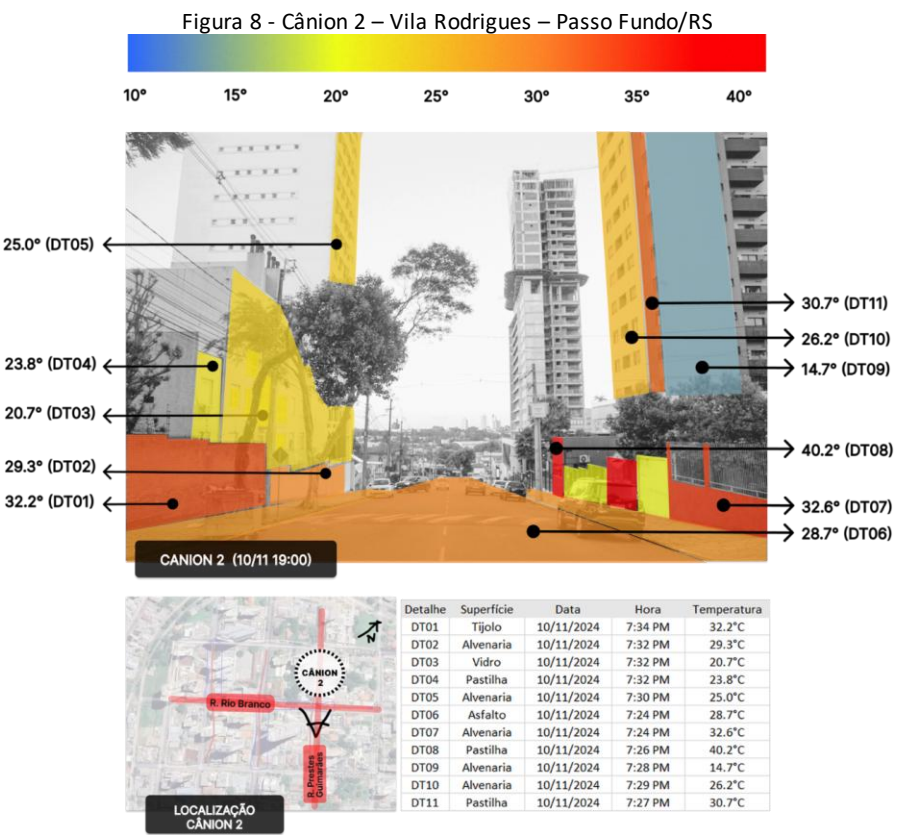 Figura 8 - Cânion 2 – Vila Rodrigues – Passo Fundo/RS
10° 15° 20° 25° 30° 35° 40°
25.0° (DT05)
30.7° (DT11)
26.2° (DT10)
23.8° (DT04)
14.7° (DT09)
20.7° (DT03)
40.2° (DT08)
29.3° (DT02)
32.2° (DT01)
32.6° (DT07)
28.7° (DT06)
CANION 2 (10/11 19:00)
N
CÂNION
2
R. Rio Branco
R. Prestes
Guimarães
LOCALIZAÇÃO
CÂNION 2
Detalhe Superfície Data Hora Temperatura
DT01 Tijolo 10/11/2024 7:34 PM 32.2°C
DT02 Alvenaria 10/11/2024 7:32 PM 29.3°C
DT03 Vidro 10/11/2024 7:32 PM 20.7°C
DT04 Pastilha 10/11/2024 7:32 PM 23.8°C
DT05 Alvenaria 10/11/2024 7:30 PM 25.0°C
DT06 Asfalto 10/11/2024 7:24 PM 28.7°C
DT07 Alvenaria 10/11/2024 7:24 PM 32.6°C
DT08 Pastilha 10/11/2024 7:26 PM 40.2°C
DT09 Alvenaria 10/11/2024 7:28 PM 14.7°C
DT10 Alvenaria 10/11/2024 7:29 PM 26.2°C
DT11 Pastilha 10/11/2024 7:27 PM 30.7°C